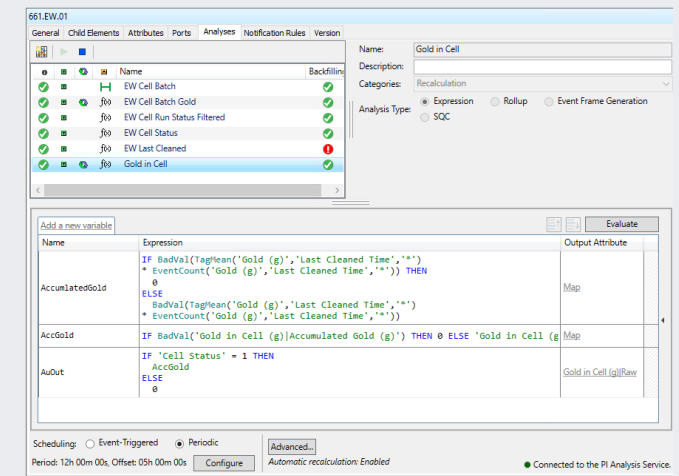 661.EW.01
General Child Elements Attributes Ports Analyses Notification Rules Version
Name Backfilling
EW Cell Batch
f(x) EW Cell Batch Gold
f(x) EW Cell Run Status Filtered
f(x) EW Cell Status
f(x) EW Last Cleaned
f(x) Gold in Cell
Name: Gold in Cell
Description:
Categories: Recalculation
Analysis Type: Expression Rollup Event Frame Generation
SQC
Add a new variable Evaluate
Name Expression Output Attribute
IF BadVal(TagMean('Gold (g)','Last Cleaned Time','*')
* EventCount('Gold (g)','Last Cleaned Time','*')) THEN
0
AccumlatedGold Map
ELSE
BadVal(TagMean('Gold (g)','Last Cleaned Time','*')
* EventCount('Gold (g)','Last Cleaned Time','*'))
AccGold IF BadVal('Gold in Cell (g)|Accumulated Gold (g)') THEN 0 ELSE 'Gold in Cell (g Map
IF 'Cell Status' = 1 THEN
AccGold
AuOut Gold in Cell (g)|Raw
ELSE
0
Scheduling: Event-Triggered Periodic Advanced...
Period: 12h 00m 00s, Offset: 05h 00m 00s Configure Automatic recalculation: Enabled Connected to the PI Analysis Service.